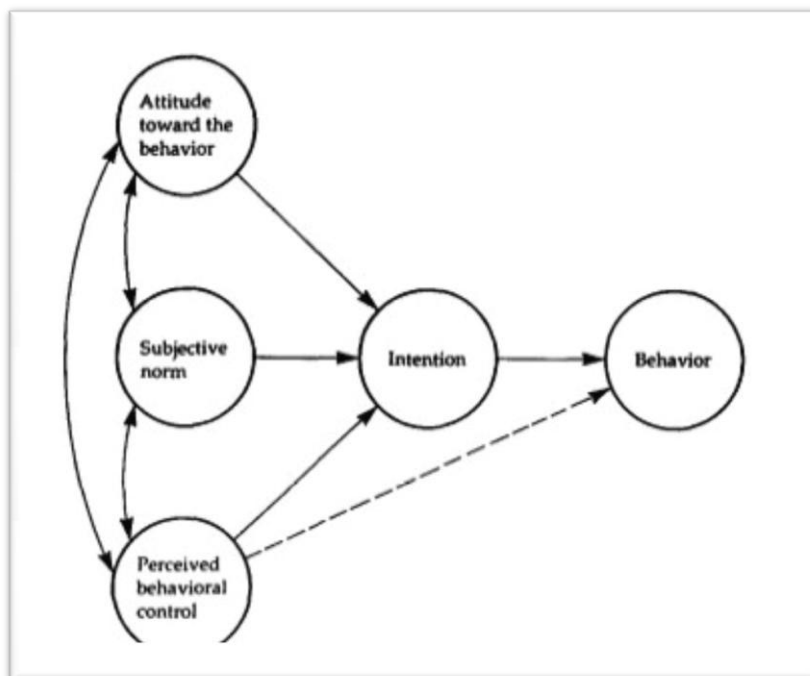 Attitude
toward the
behavior
Subjective
norm
Intention
Behavior
Perceived
behavioral
control